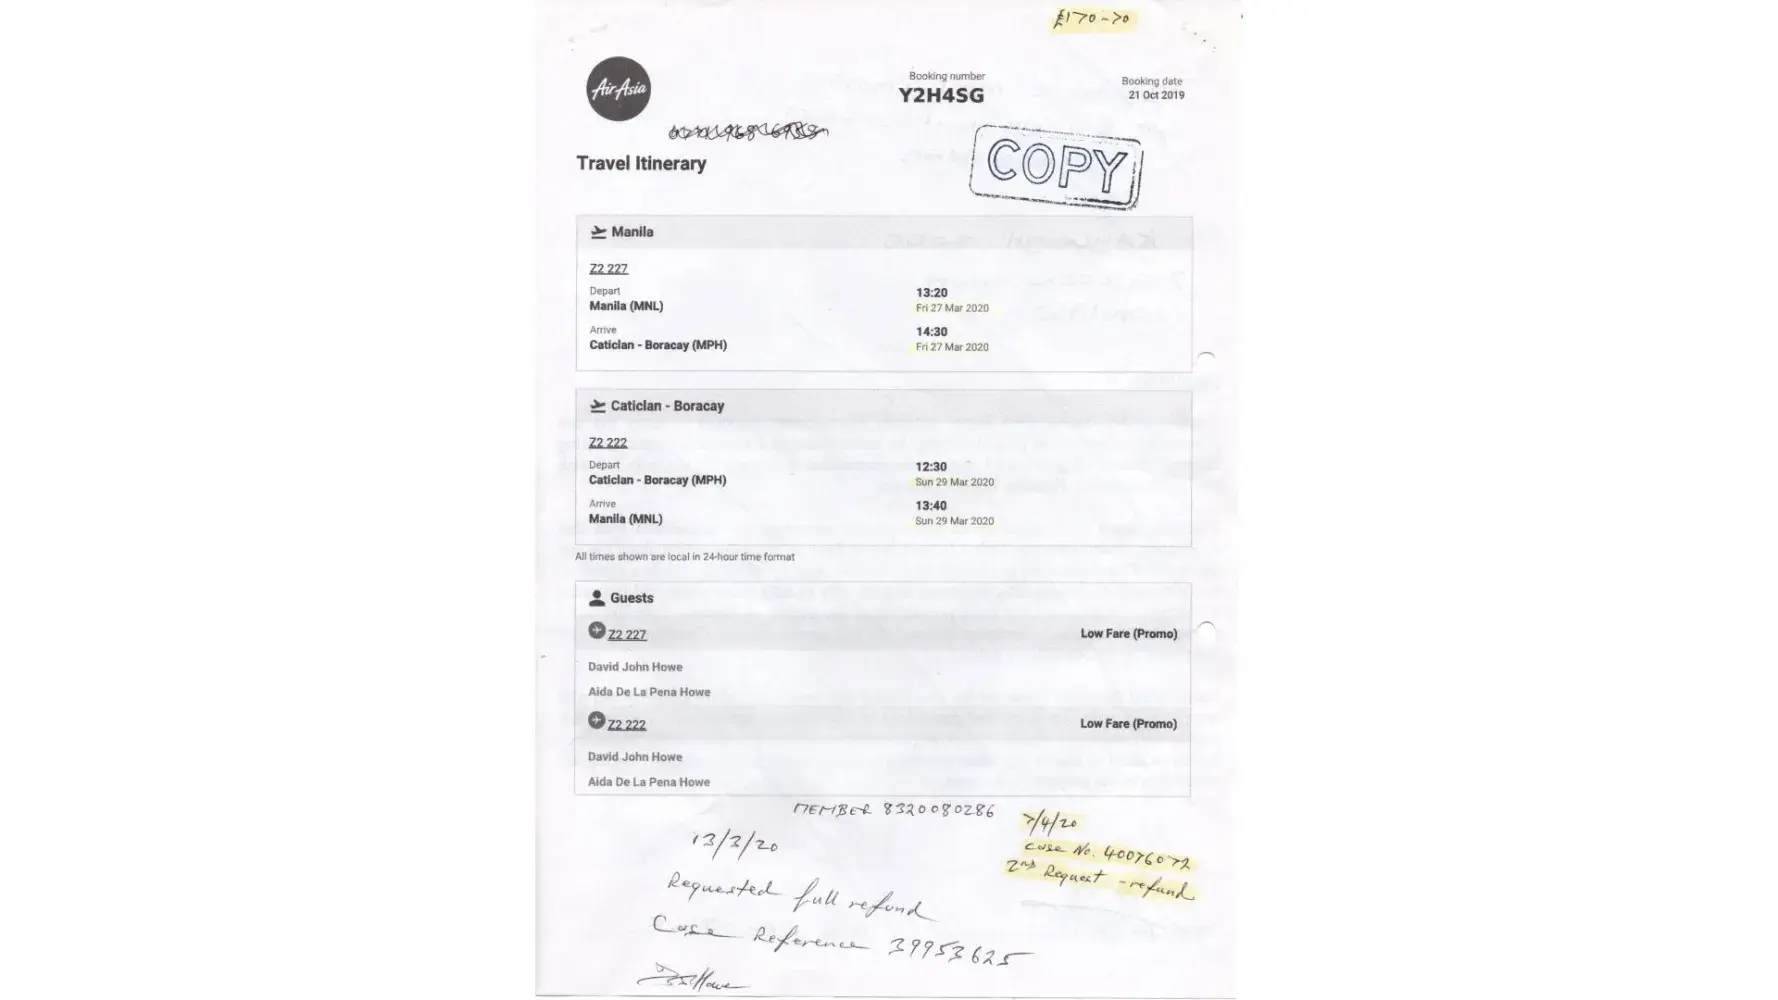 £170-70
AirAsia
Booking number
Y2H4SG
Booking date
21 Oct 2019
COPY
Travel Itinerary
Manila
Z2 227
Depart
Manila (MNL)
13:20
Fri 27 Mar 2020
Arrive
Caticlan - Boracay (MPH)
14:30
Fri 27 Mar 2020
Caticlan - Boracay
Z2 222
Depart
Caticlan - Boracay (MPH)
12:30
Sun 29 Mar 2020
Arrive
Manila (MNL)
13:40
Sun 29 Mar 2020
All times shown are local in 24-hour time format
Guests
Z2 227 Low Fare (Promo)
David John Howe
Aida De La Pena Howe
Z2 222 Low Fare (Promo)
David John Howe
Aida De La Pena Howe
MEMBER 8320080286
7/4/20
Case No. 40076072
2nd Request - refund
13/3/20
Requested full refund
Case Reference 39953625
Howe